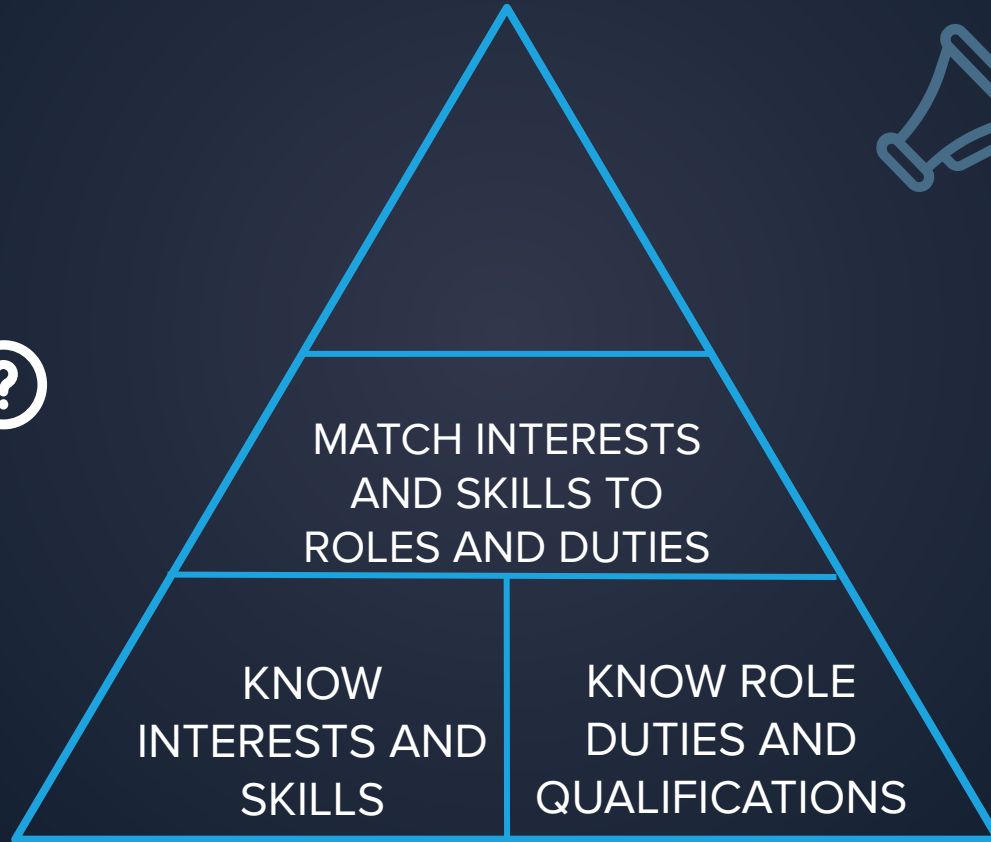 ?
MATCH INTERESTS
AND SKILLS TO
ROLES AND DUTIES
KNOW
INTERESTS AND
SKILLS
KNOW ROLE
DUTIES AND
QUALIFICATIONS